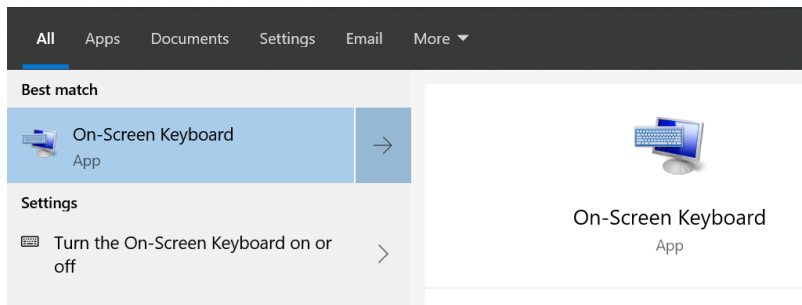 All Apps Documents Settings Email More
Best match
On-Screen Keyboard
App
Settings
Turn the On-Screen Keyboard on or
off
On-Screen Keyboard
App